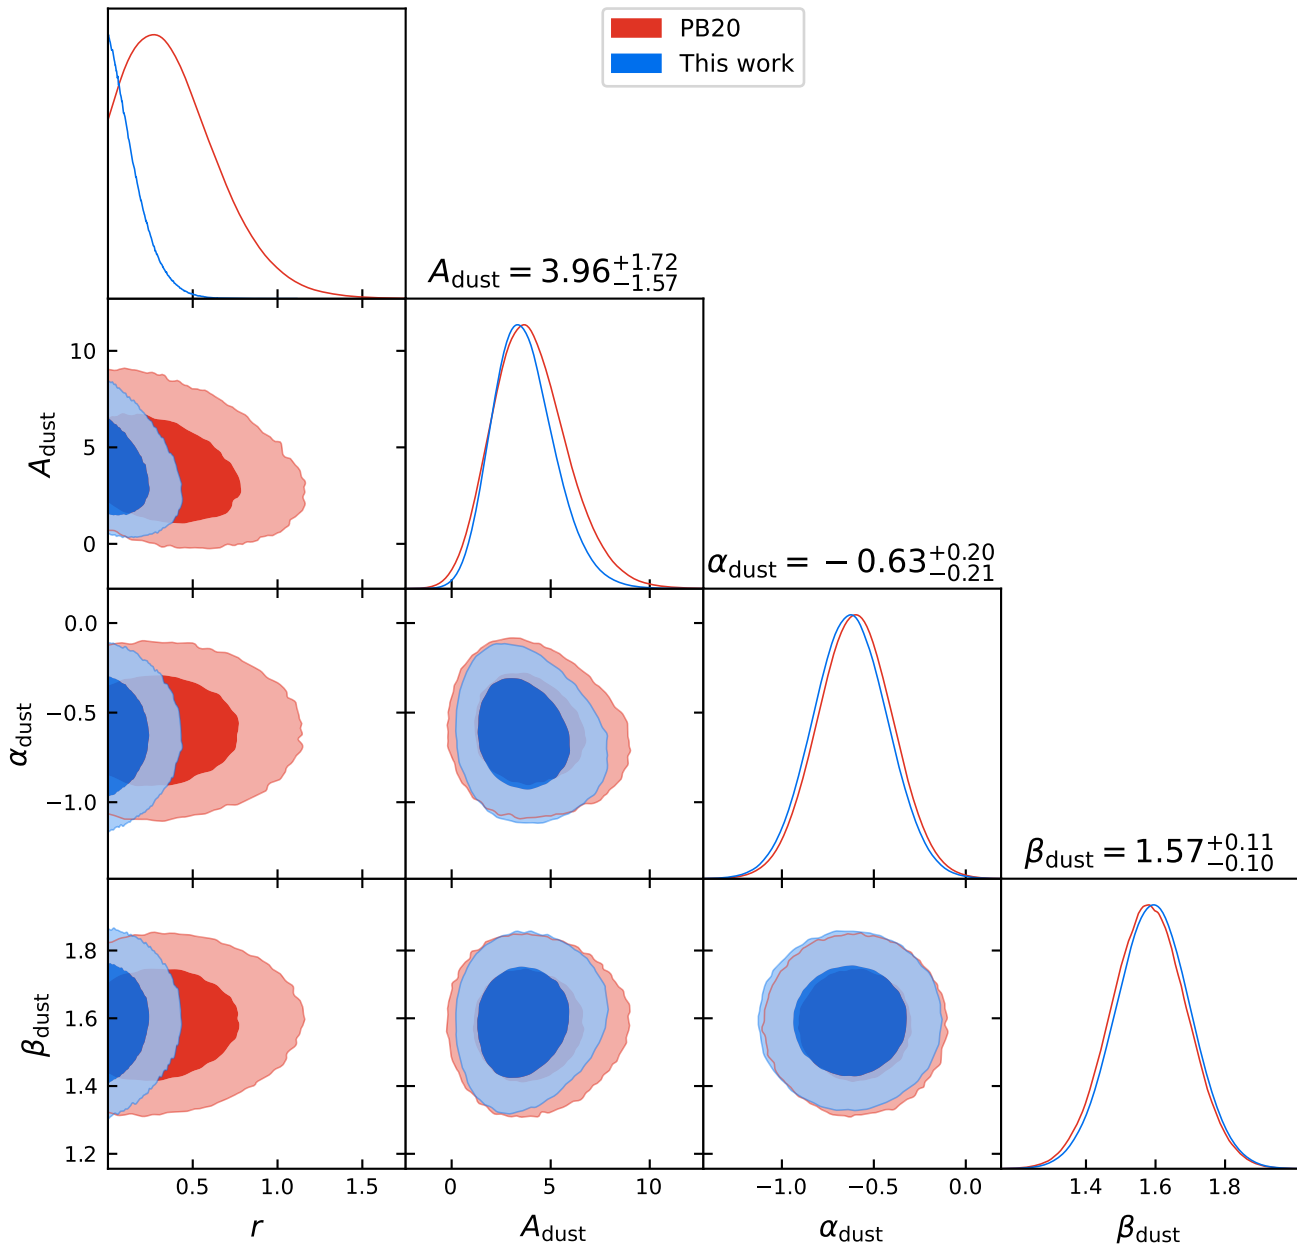 PB20
This work
A_dust = 3.96 +1.72 −1.57
10
5
0
A_dust
α_dust = −0.63 +0.20 −0.21
0.0
−0.5
−1.0
α_dust
β_dust = 1.57 +0.11 −0.10
1.8
1.6
1.4
1.2
β_dust
0.5 1.0 1.5 0 5 10 −1.0 −0.5 0.0 1.4 1.6 1.8
r A_dust α_dust β_dust